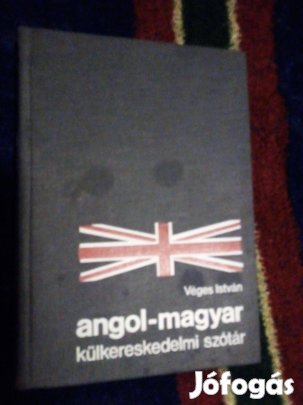 Véges István
angol-magyar
külkereskedelmi szótár
Jófogás